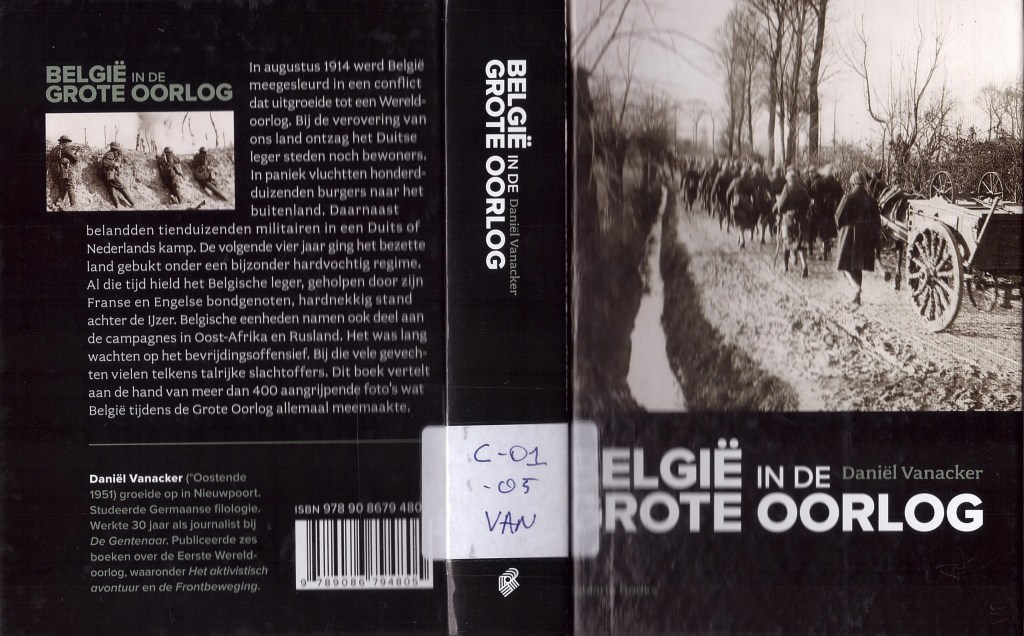 BELGIË IN DE
GROTE OORLOG
In augustus 1914 werd België
meegesleurd in een conflict
dat uitgroeide tot een Wereld-
oorlog. Bij de verovering van
ons land ontzag het Duitse
leger steden noch bewoners.
In paniek vluchtten honderd-
duizenden burgers naar het
buitenland. Daarnaast
belandden tienduizenden militairen in een Duits of
Nederlands kamp. De volgende vier jaar ging het bezette
land gebukt onder een bijzonder hardvochtig regime.
Al die tijd hield het Belgische leger, geholpen door zijn
Franse en Engelse bondgenoten, hardnekkig stand
achter de IJzer. Belgische eenheden namen ook deel aan
de campagnes in Oost-Afrika en Rusland. Het was lang
wachten op het bevrijdingsoffensief. Bij die vele gevech-
ten vielen telkens talrijke slachtoffers. Dit boek vertelt
aan de hand van meer dan 400 aangrijpende foto's wat
België tijdens de Grote Oorlog allemaal meemaakte.
Daniël Vanacker (°Oostende
1951) groeide op in Nieuwpoort.
Studeerde Germaanse filologie.
Werkte 30 jaar als journalist bij
De Gentenaar. Publiceerde zes
boeken over de Eerste Wereld-
oorlog, waaronder Het aktivistisch
avontuur en de Frontbeweging.
ISBN 978 90 8679 480
9 789086 794805
BELGIË IN DE Daniël Vanacker
GROTE OORLOG
C-01
-05
VAN
ELGIË IN DE Daniël Vanacker
ROTE OORLOG